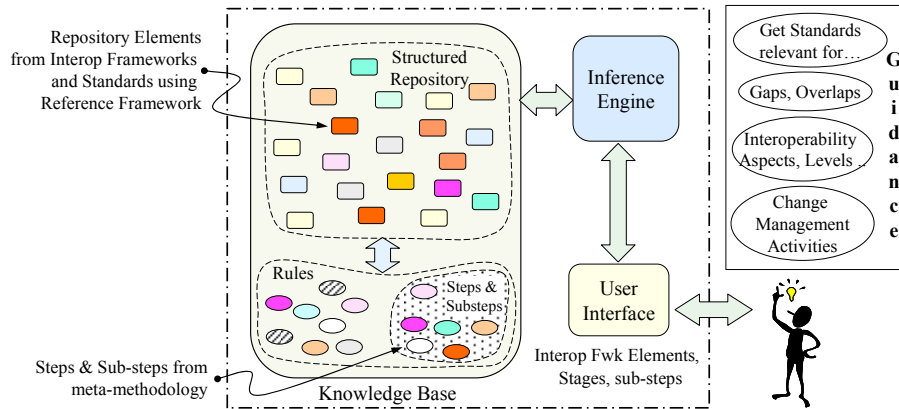 Repository Elements
from Interop Frameworks
and Standards using
Reference Framework
Structured
Repository
Inference
Engine
Rules
Steps &
Substeps
User
Interface
Interop Fwk Elements,
Stages, sub-steps
Steps & Sub-steps from
meta-methodology
Knowledge Base
Get Standards
relevant for…
Gaps, Overlaps
Interoperability
Aspects, Levels ..
Change
Management
Activities
Guidance